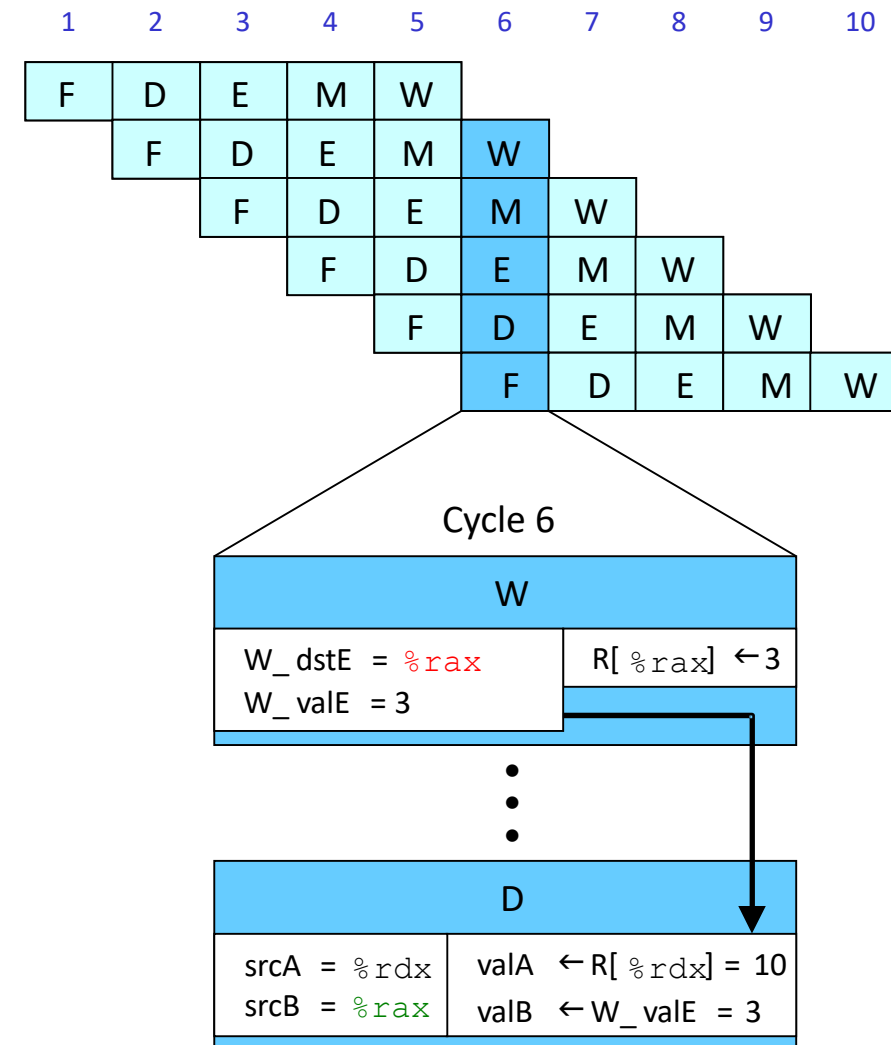 1 2 3 4 5 6 7 8 9 10
F D E M W
F D E M W
F D E M W
F D E M W
F D E M W
F D E M W
Cycle 6
W
W_ dstE = %rax
W_ valE = 3
R[ %rax] ←3
D
srcA = %rdx
srcB = %rax
valA ←R[ %rdx] = 10
valB ←W_ valE = 3